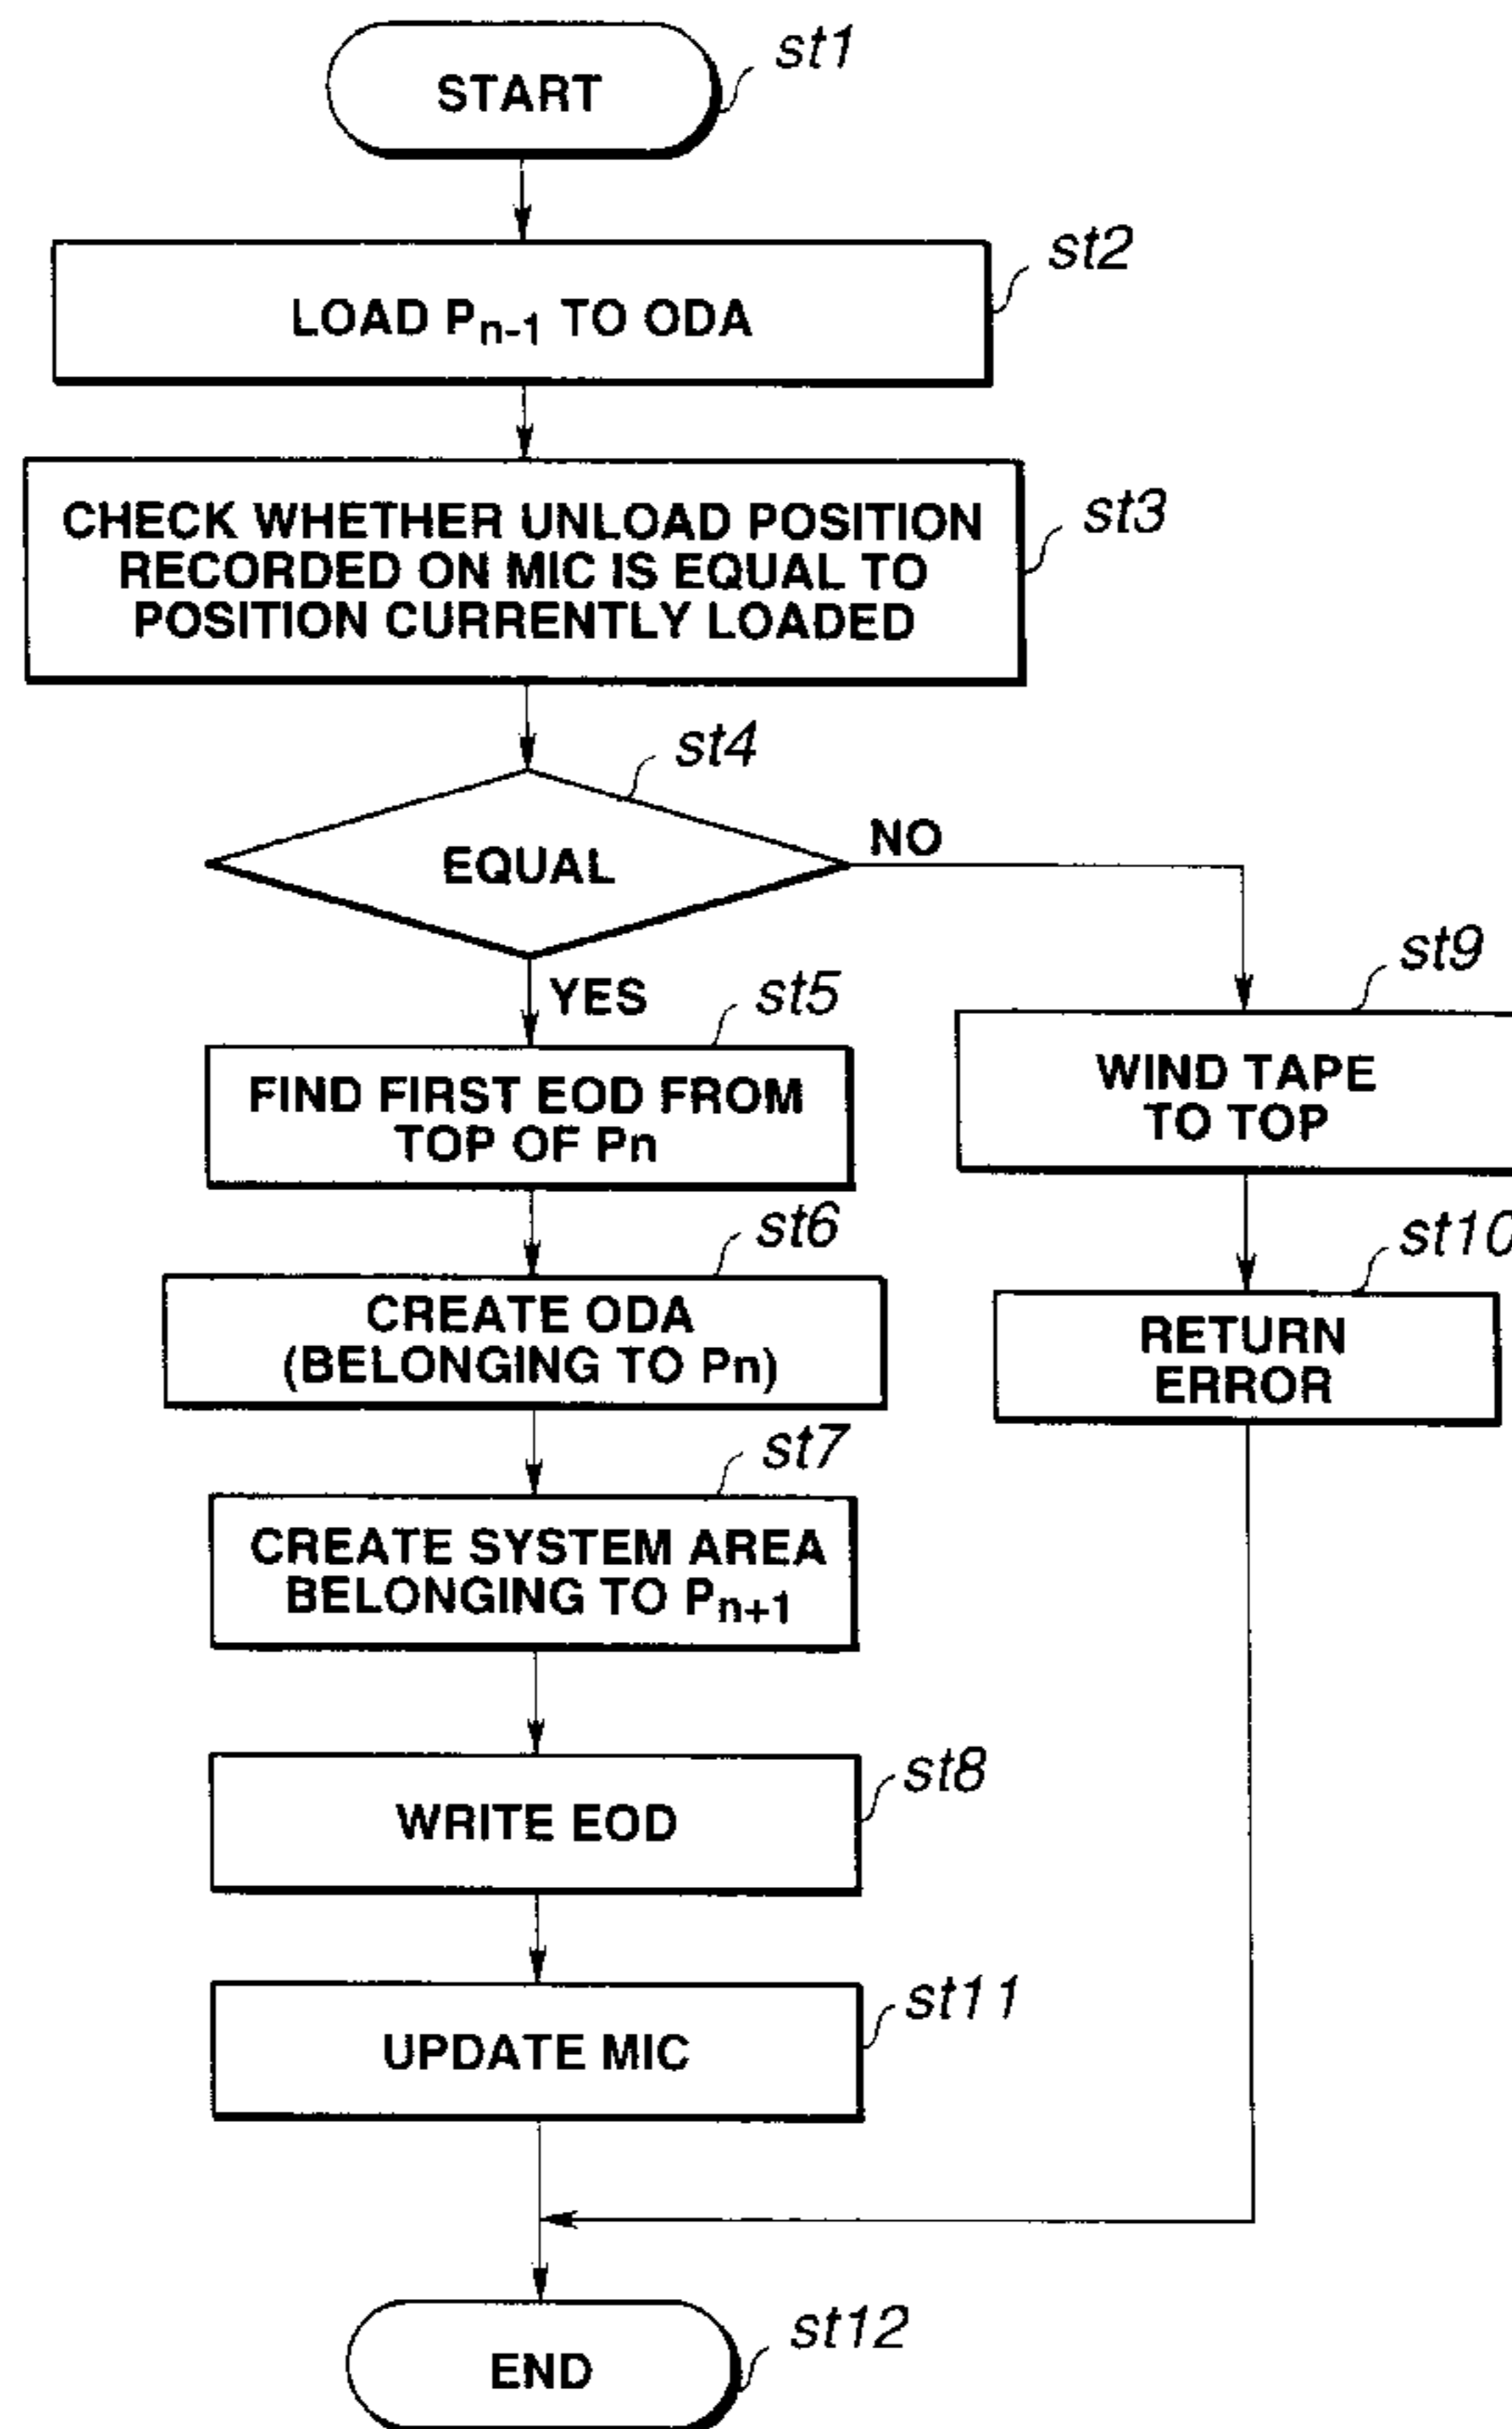 START
st1
LOAD Pn-1 TO ODA
st2
CHECK WHETHER UNLOAD POSITION
RECORDED ON MIC IS EQUAL TO
POSITION CURRENTLY LOADED
st3
st4
EQUAL
NO
YES
st5
FIND FIRST EOD FROM
TOP OF Pn
st9
WIND TAPE
TO TOP
st6
CREATE ODA
(BELONGING TO Pn)
st10
RETURN
ERROR
st7
CREATE SYSTEM AREA
BELONGING TO Pn+1
st8
WRITE EOD
st11
UPDATE MIC
st12
END